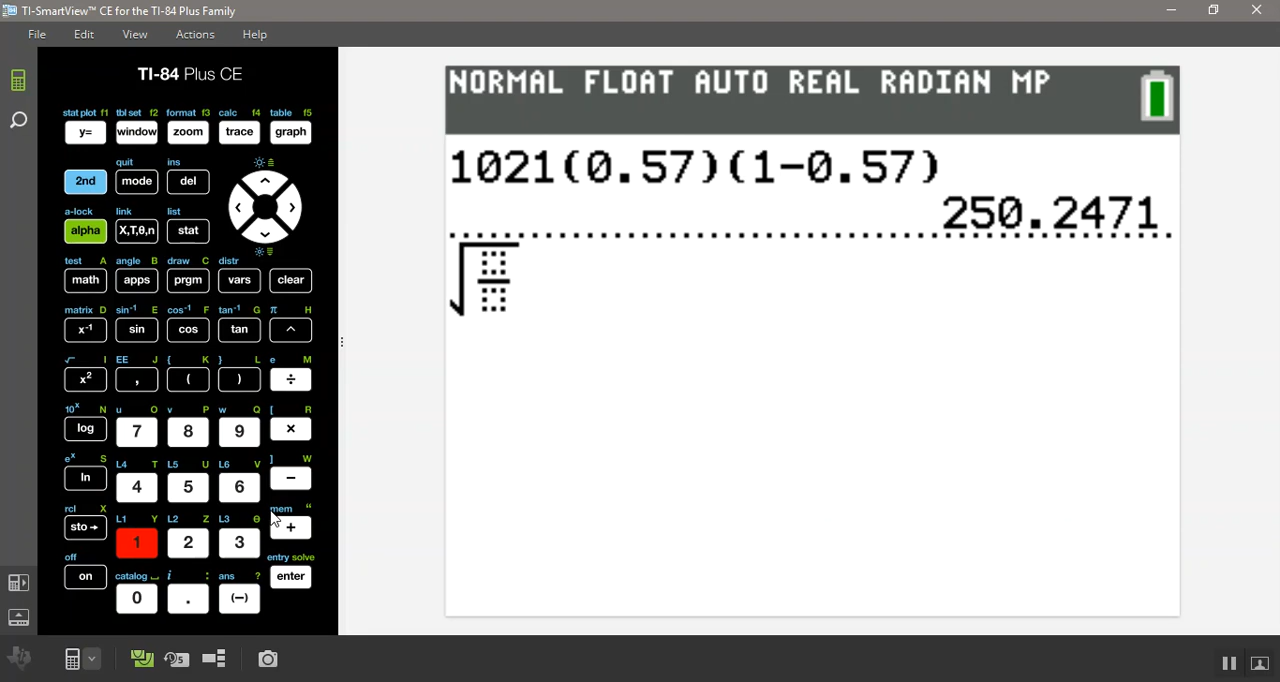 TI-SmartView™ CE for the TI-84 Plus Family
File Edit View Actions Help
TI-84 Plus CE
stat plot f1 tbl set f2 format f3 calc f4 table f5
y= window zoom trace graph
quit ins
2nd mode del
a-lock link list
alpha X,T,θ,n stat
test A angle B draw C distr
math apps prgm vars clear
matrix D sin-1 E cos-1 F tan-1 G π H
x-1 sin cos tan ^
√ I EE J { K } L e M
x2 , ( ) ÷
10x N u O v P w Q [ R
log 7 8 9 ×
ex S L4 T L5 U L6 V ] W
ln 4 5 6 −
rcl X L1 Y L2 Z L3 θ mem “
sto→ 1 2 3 +
off catalog ⎵ i : ans ? entry solve
on 0 . (−) enter
NORMAL FLOAT AUTO REAL RADIAN MP
1021(0.57)(1-0.57)
250.2471
√